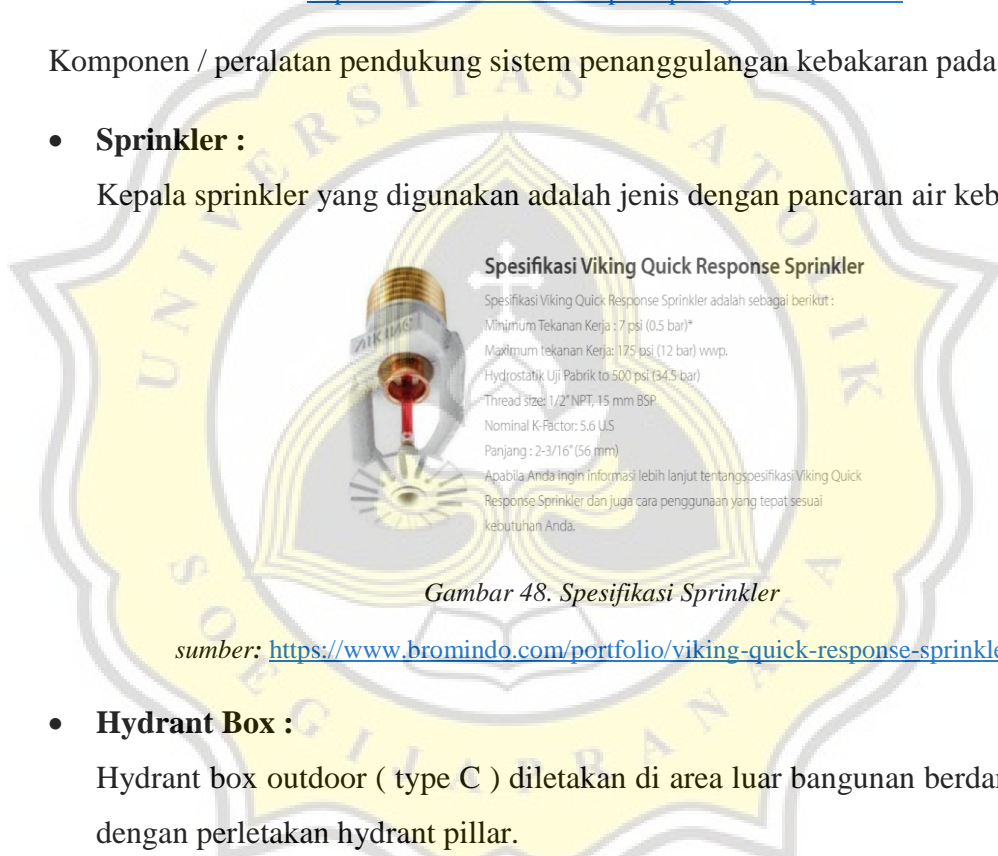 Komponen / peralatan pendukung sistem penanggulangan kebakaran pada
• Sprinkler :
Kepala sprinkler yang digunakan adalah jenis dengan pancaran air
VIKING
Spesifikasi Viking Quick Response Sprinkler
Spesifikasi Viking Quick Response Sprinkler adalah sebagai berikut :
Minimum Tekanan Kerja : 7 psi (0.5 bar)*
Maximum tekanan Kerja: 175 psi (12 bar) wwp.
Hydrostatik Uji Pabrik to 500 psi (34.5 bar)
Thread size: 1/2" NPT, 15 mm BSP
Nominal K-Factor: 5.6 U.S
Panjang : 2-3/16" (56 mm)
Apabila Anda ingin informasi lebih lanjut tentangspesifikasi Viking Quick
Response Sprinkler dan juga cara penggunaan yang tepat sesuai
kebutuhan Anda.
Gambar 48. Spesifikasi Sprinkler
sumber: https://www.bromindo.com/portfolio/viking-quick-response-sprinkle
• Hydrant Box :
Hydrant box outdoor ( type C ) diletakan di area luar bangunan
dengan perletakan hydrant pillar.
UNIVERSITAS KATOLIK
SOEGIJAPRANATA